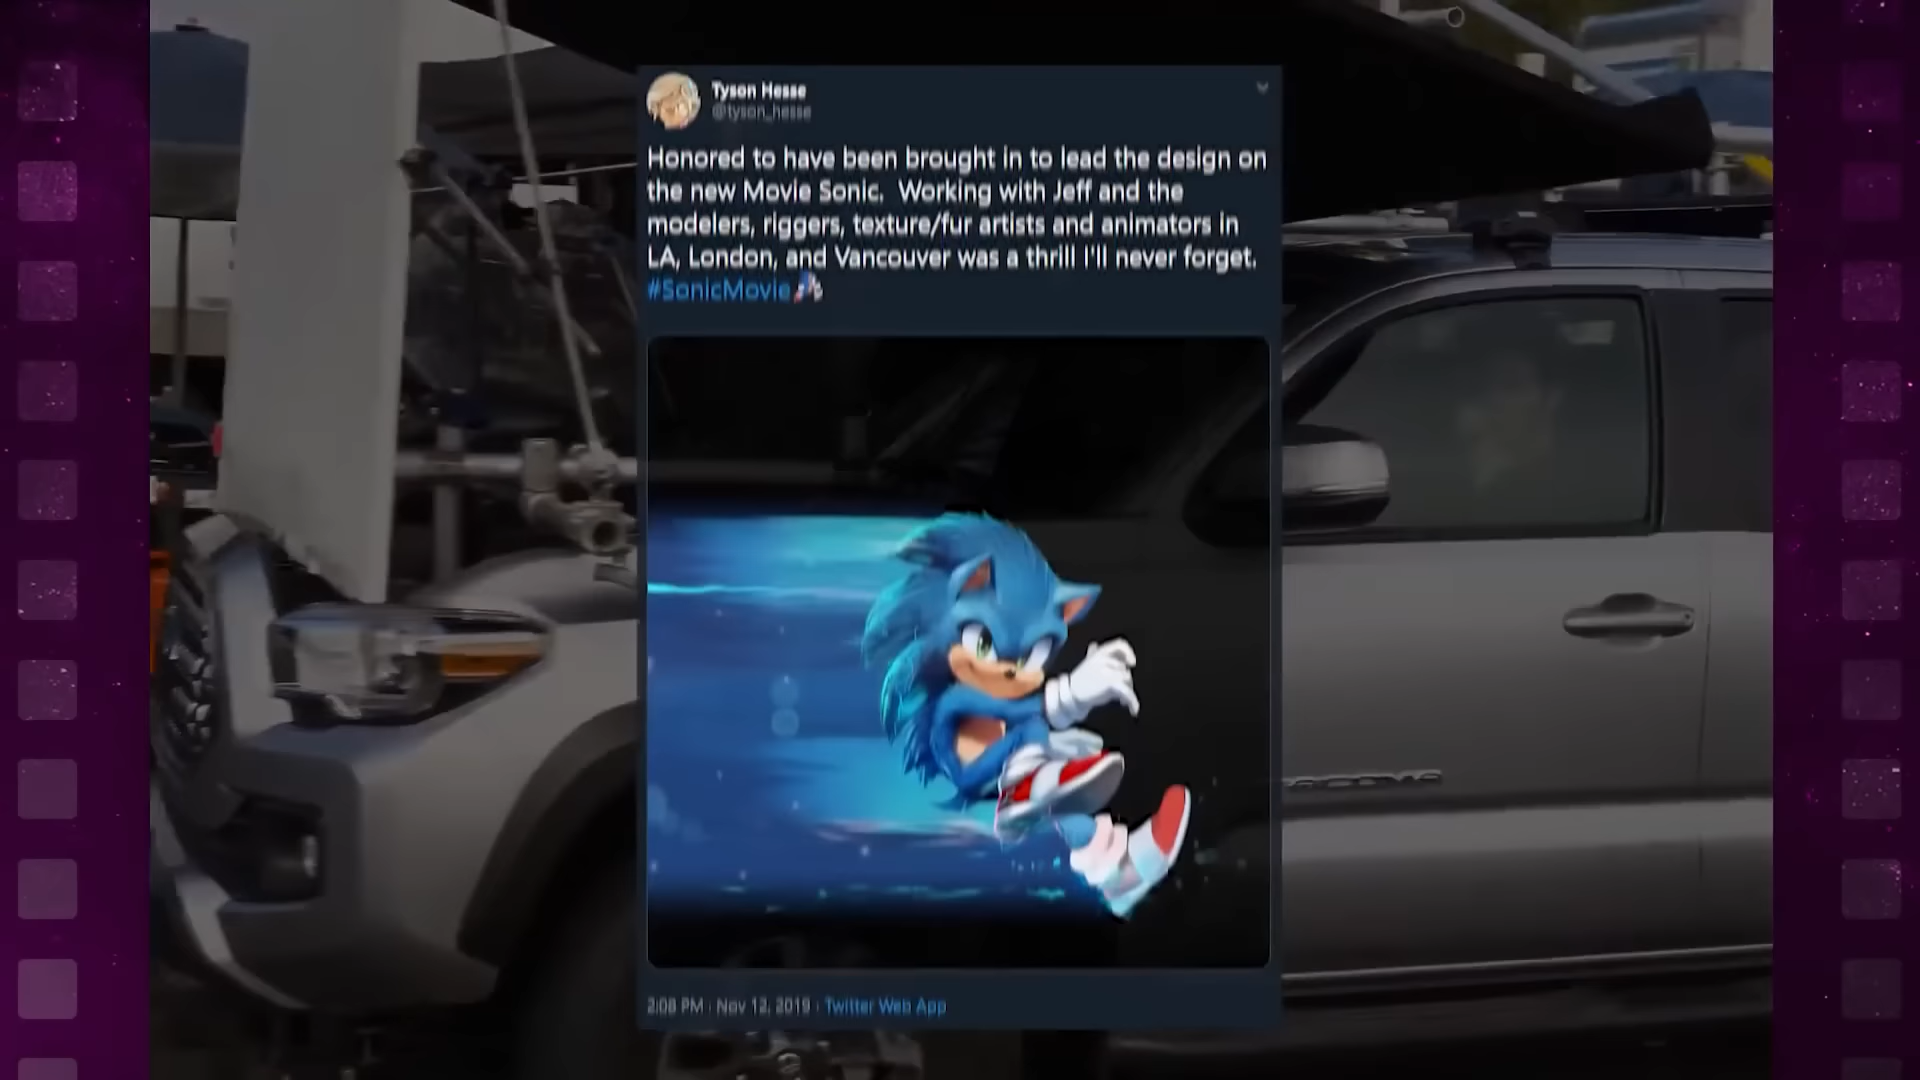 Tyson Hesse
@tyson_hesse
Honored to have been brought in to lead the design on
the new Movie Sonic. Working with Jeff and the
modelers, riggers, texture/fur artists and animators in
LA, London, and Vancouver was a thrill I'll never forget.
#SonicMovie
2:08 PM · Nov 12, 2019 · Twitter Web App